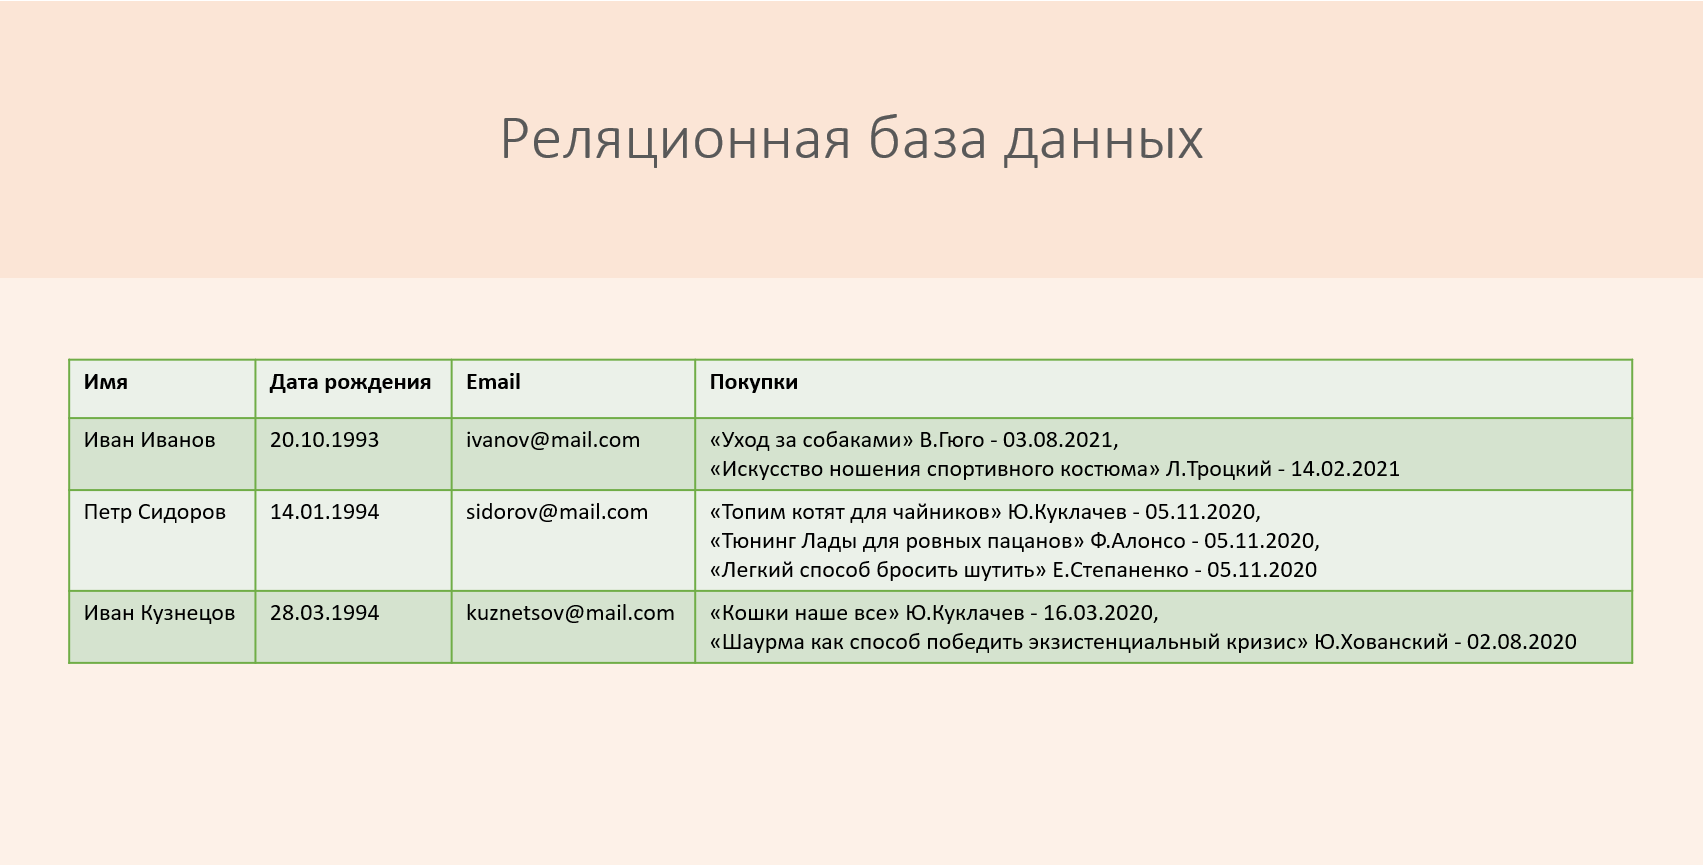 Реляционная база данных
Имя Дата рождения Email Покупки
Иван Иванов 20.10.1993 ivanov@mail.com «Уход за собаками» В.Гюго - 03.08.2021,
«Искусство ношения спортивного костюма» Л.Троцкий - 14.02.2021
Петр Сидоров 14.01.1994 sidorov@mail.com «Топим котят для чайников» Ю.Куклачев - 05.11.2020,
«Тюнинг Лады для ровных пацанов» Ф.Алонсо - 05.11.2020,
«Легкий способ бросить шутить» Е.Степаненко - 05.11.2020
Иван Кузнецов 28.03.1994 kuznetsov@mail.com «Кошки наше все» Ю.Куклачев - 16.03.2020,
«Шаурма как способ победить экзистенциальный кризис» Ю.Хованский - 02.08.2020